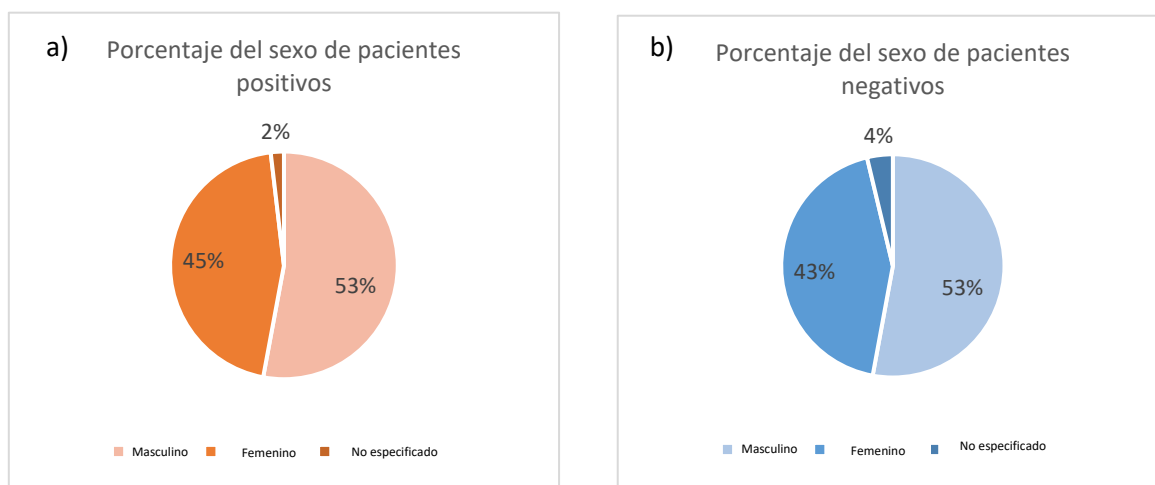 a)
Porcentaje del sexo de pacientes
positivos
2%
45%
53%
Masculino
Femenino
No especificado
b)
Porcentaje del sexo de pacientes
negativos
4%
43%
53%
Masculino
Femenino
No especificado